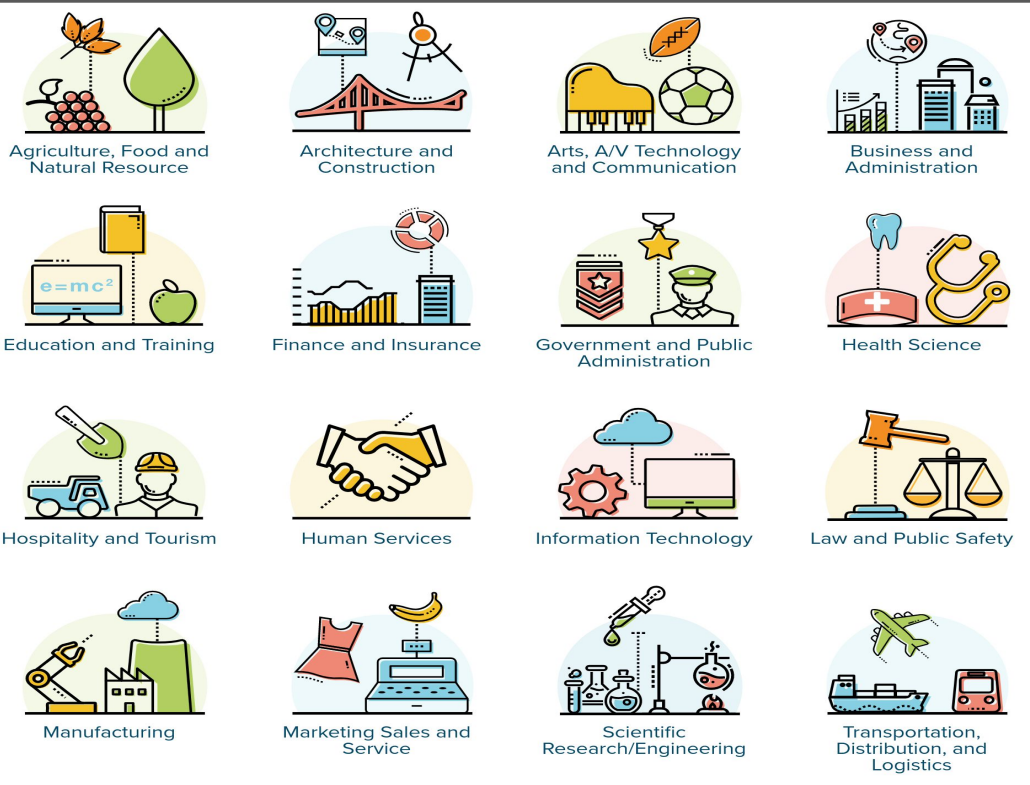 Agriculture, Food and
Natural Resource
Architecture and
Construction
Arts, A/V Technology
and Communication
Business and
Administration
e=mc²
Education and Training
Finance and Insurance
Government and Public
Administration
Health Science
Hospitality and Tourism
Human Services
Information Technology
Law and Public Safety
Manufacturing
Marketing Sales and
Service
Scientific
Research/Engineering
Transportation,
Distribution, and
Logistics